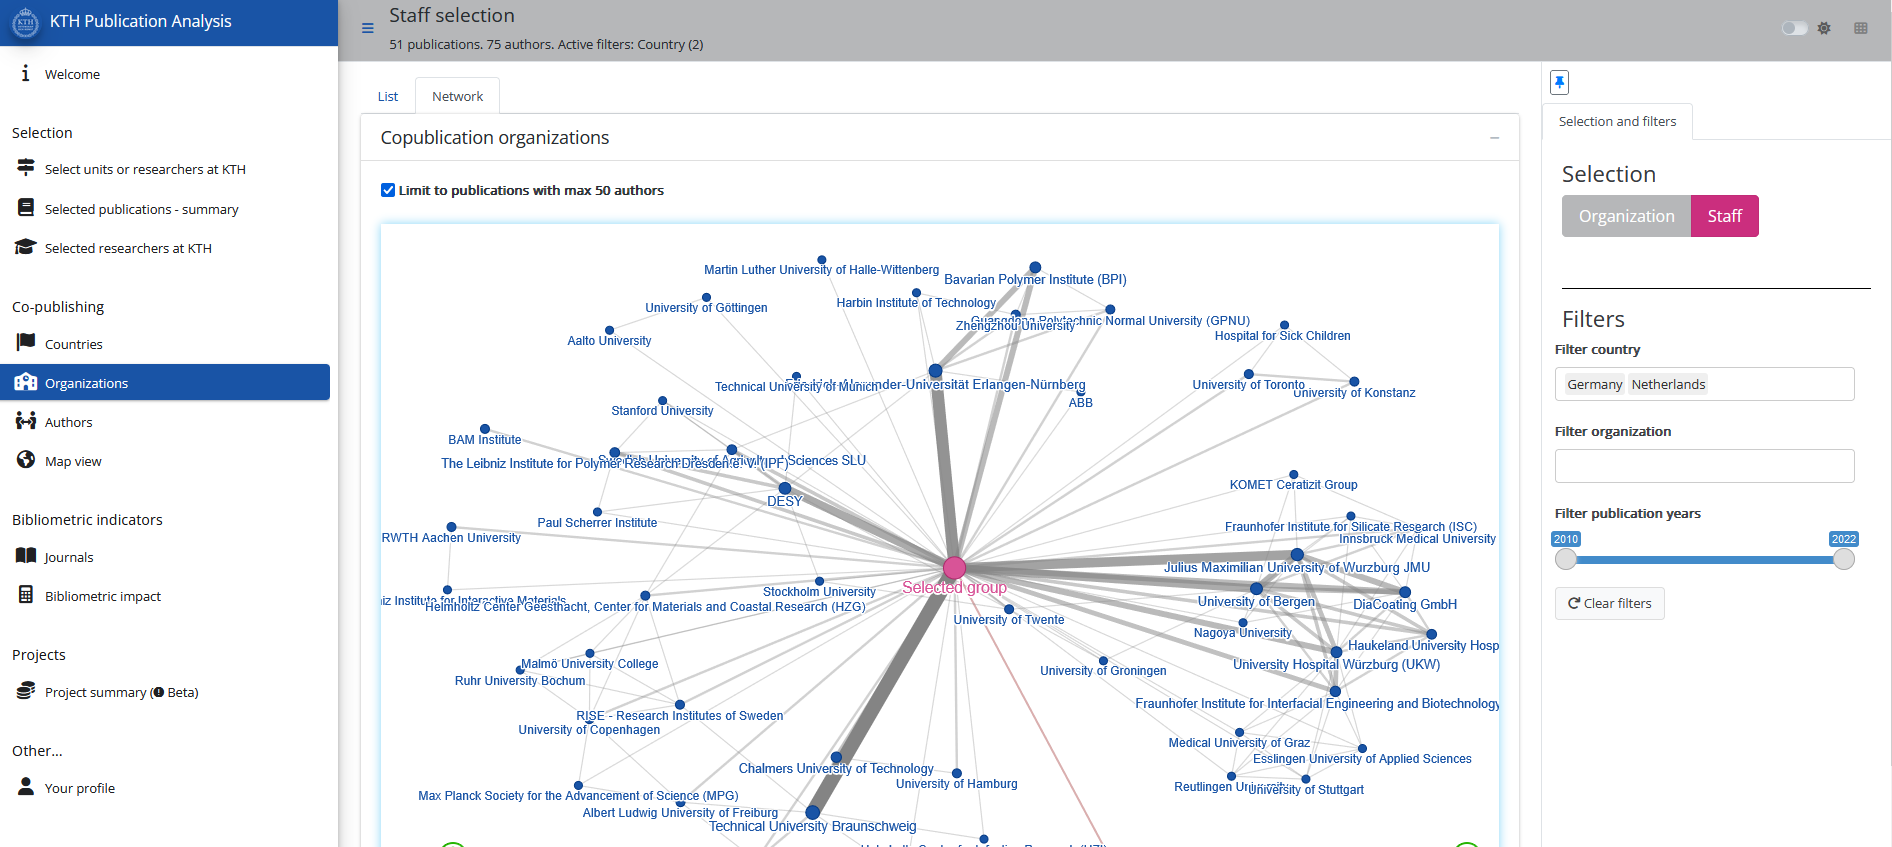 KTH Publication Analysis
Welcome
Selection
Select units or researchers at KTH
Selected publications - summary
Selected researchers at KTH
Co-publishing
Countries
Organizations
Authors
Map view
Bibliometric indicators
Journals
Bibliometric impact
Projects
Project summary ( Beta)
Other...
Your profile
Staff selection
51 publications. 75 authors. Active filters: Country (2)
List
Network
Copublication organizations
Limit to publications with max 50 authors
Martin Luther University of Halle-Wittenberg
Bavarian Polymer Institute (BPI)
University of Göttingen
Harbin Institute of Technology
Polytechnic Normal University (GPNU)
Zhengzhou University
Aalto University
Hospital for Sick Children
Technical University of Munich
-Universität Erlangen-Nürnberg
University of Toronto
University of Konstanz
ABB
Stanford University
BAM Institute
Sciences SLU
The Leibniz Institute for Polymer Research Dresden e. V. (IPF)
KOMET Ceratizit Group
DESY
Paul Scherrer Institute
Fraunhofer Institute for Silicate Research (ISC)
RWTH Aachen University
Innsbruck Medical University
Julius Maximilian University of Wurzburg JMU
Selected group
Stockholm University
Institute for Interactive Materials
Helmholtz Center Geesthacht, Center for Materials and Coastal Research (HZG)
University of Bergen
DiaCoating GmbH
University of Twente
Nagoya University
Haukeland University Hosp
Malmö University College
University Hospital Würzburg (UKW)
University of Groningen
Ruhr University Bochum
Fraunhofer Institute for Interfacial Engineering and Biotechnology
RISE - Research Institutes of Sweden
University of Copenhagen
Medical University of Graz
Esslingen University of Applied Sciences
Chalmers University of Technology
University of Hamburg
Reutlingen University
University of Stuttgart
Max Planck Society for the Advancement of Science (MPG)
Albert Ludwig University of Freiburg
Technical University Braunschweig
Selection and filters
Selection
Organization
Staff
Filters
Filter country
Germany
Netherlands
Filter organization
Filter publication years
2010
2022
Clear filters